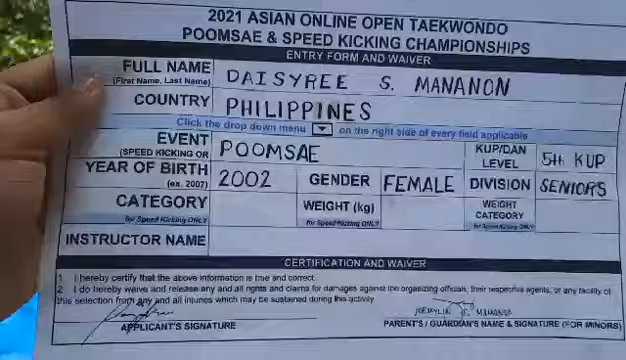 2021 ASIAN ONLINE OPEN TAEKWONDO
POOMSAE & SPEED KICKING CHAMPIONSHIPS
ENTRY FORM AND WAIVER
FULL NAME DAISYREE S. MANANON
(First Name, Last Name)
COUNTRY PHILIPPINES
Click the drop down menu on the right side of every field applicable
EVENT POOMSAE KUP/DAN LEVEL 5th KUP
(SPEED KICKING OR
YEAR OF BIRTH 2002 GENDER FEMALE DIVISION SENIORS
(ex. 2007)
CATEGORY WEIGHT (kg) WEIGHT CATEGORY
for Speed Kicking ONLY for Speed Kicking ONLY for Speed Kicking ONLY
INSTRUCTOR NAME
CERTIFICATION AND WAIVER
1 I hereby certify that the above information is true and correct.
2 I do hereby waive and release any and all rights and claims for damages against the organizing officials, their respective agents, or any facility of
this selection from any and all injuries which may be sustained during this activity
JOEMYLIN S. MANANON
APPLICANT'S SIGNATURE PARENT'S / GUARDIAN'S NAME & SIGNATURE (FOR MINORS)